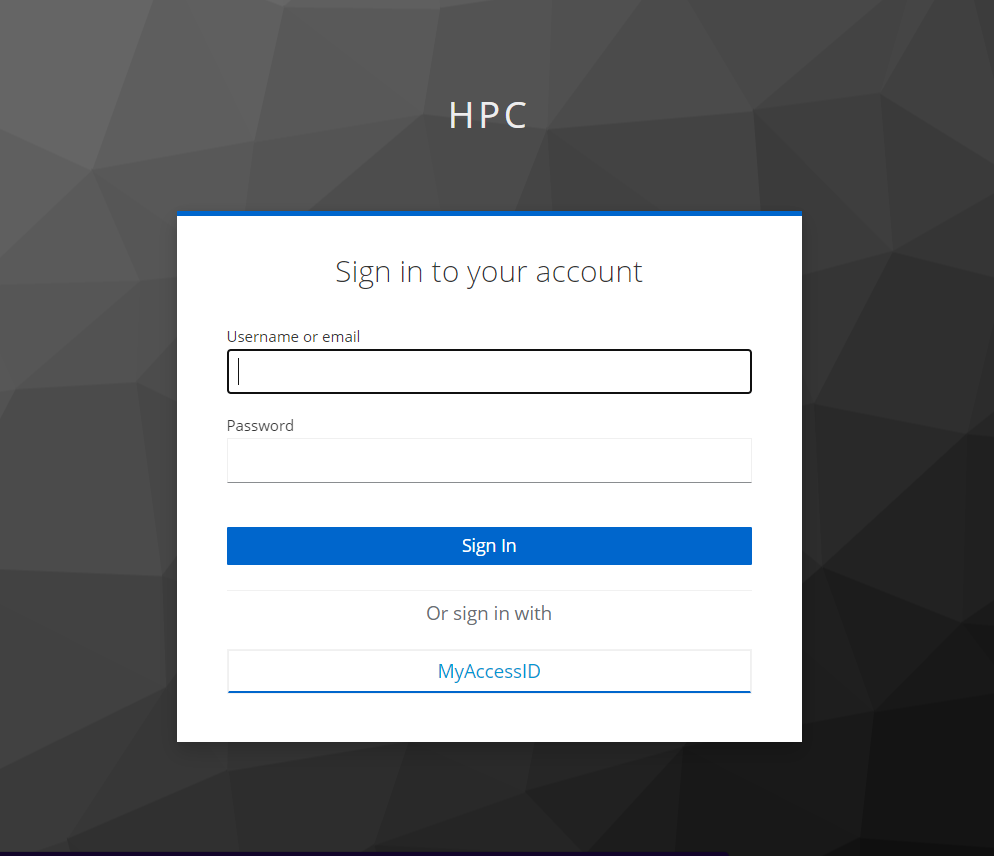 HPC
Sign in to your account
Username or email
Password
Sign In
Or sign in with
MyAccessID